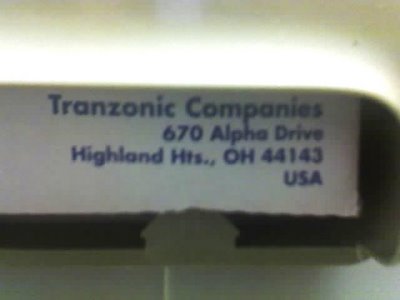 Tranzonic Companies
670 Alpha Drive
Highland Hts., OH 44143
USA